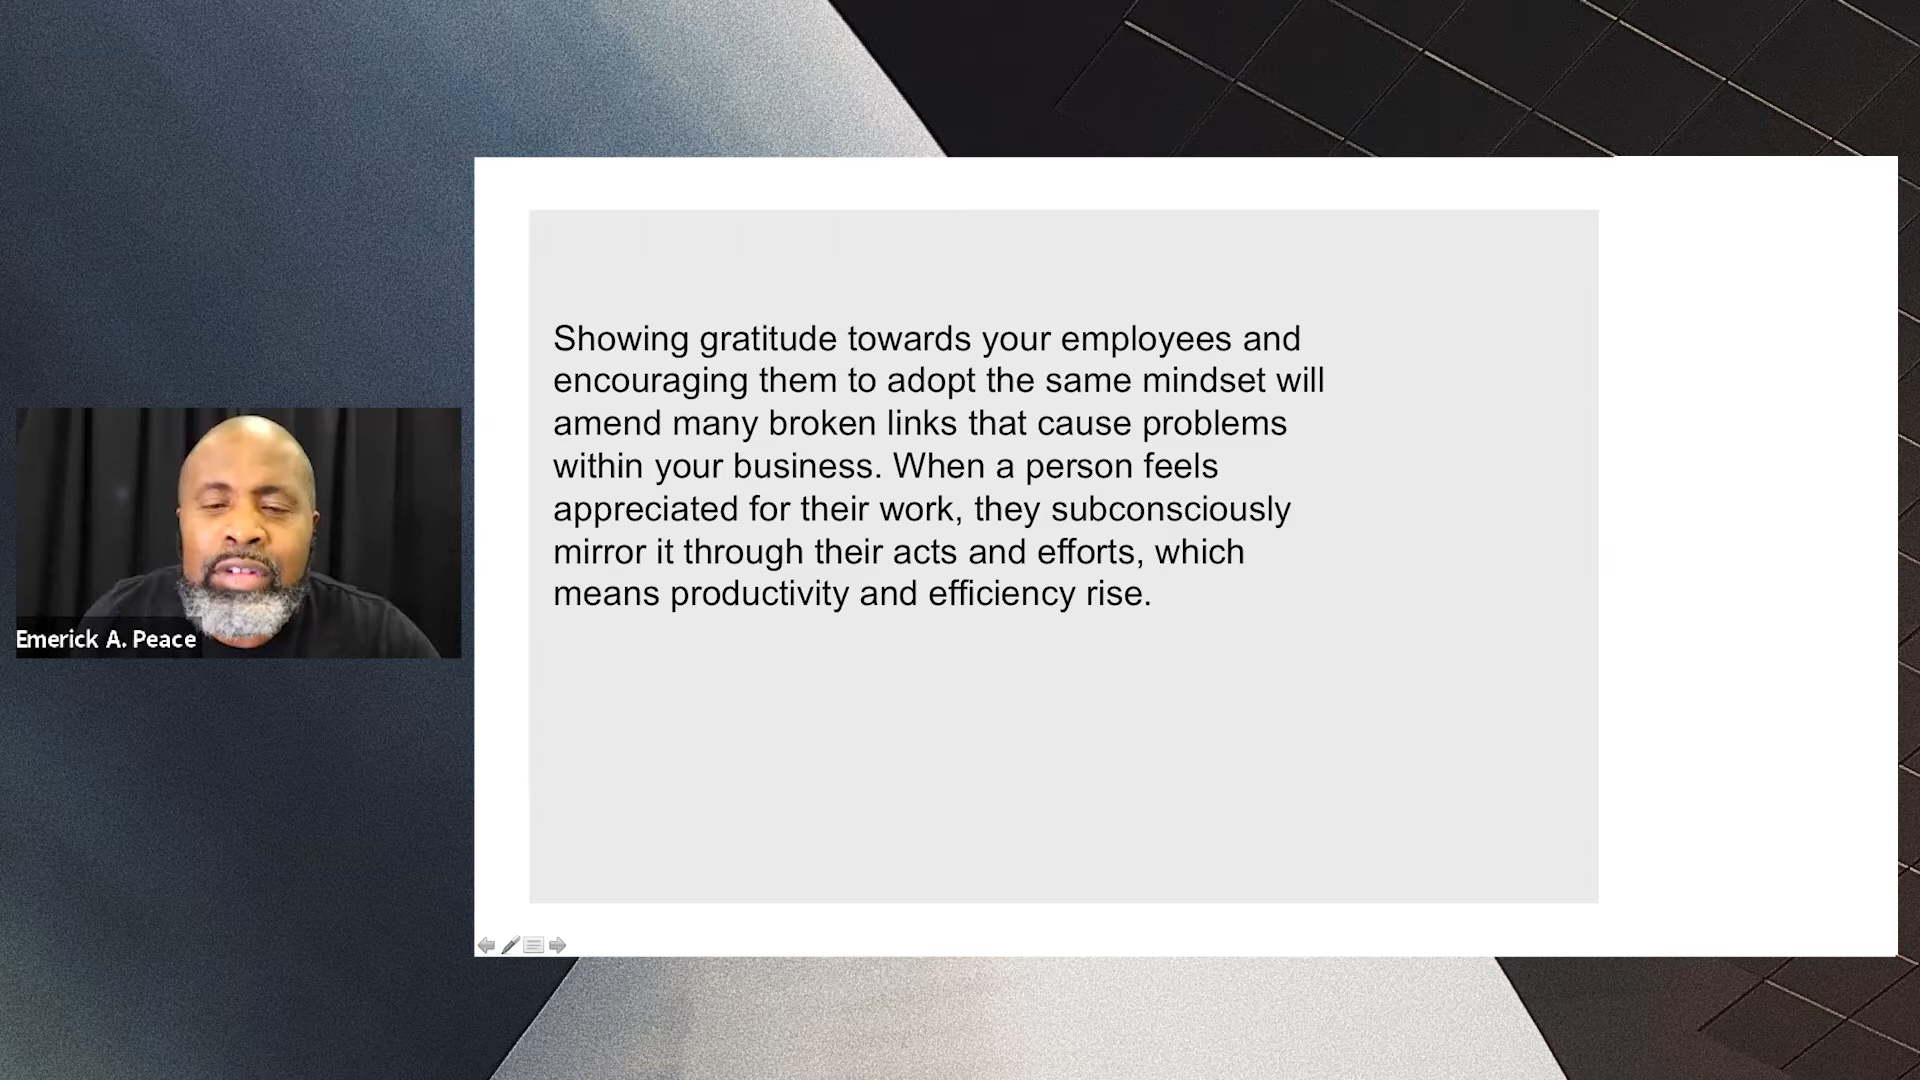 Showing gratitude towards your employees and
encouraging them to adopt the same mindset will
amend many broken links that cause problems
within your business. When a person feels
appreciated for their work, they subconsciously
mirror it through their acts and efforts, which
means productivity and efficiency rise.
Emerick A. Peace